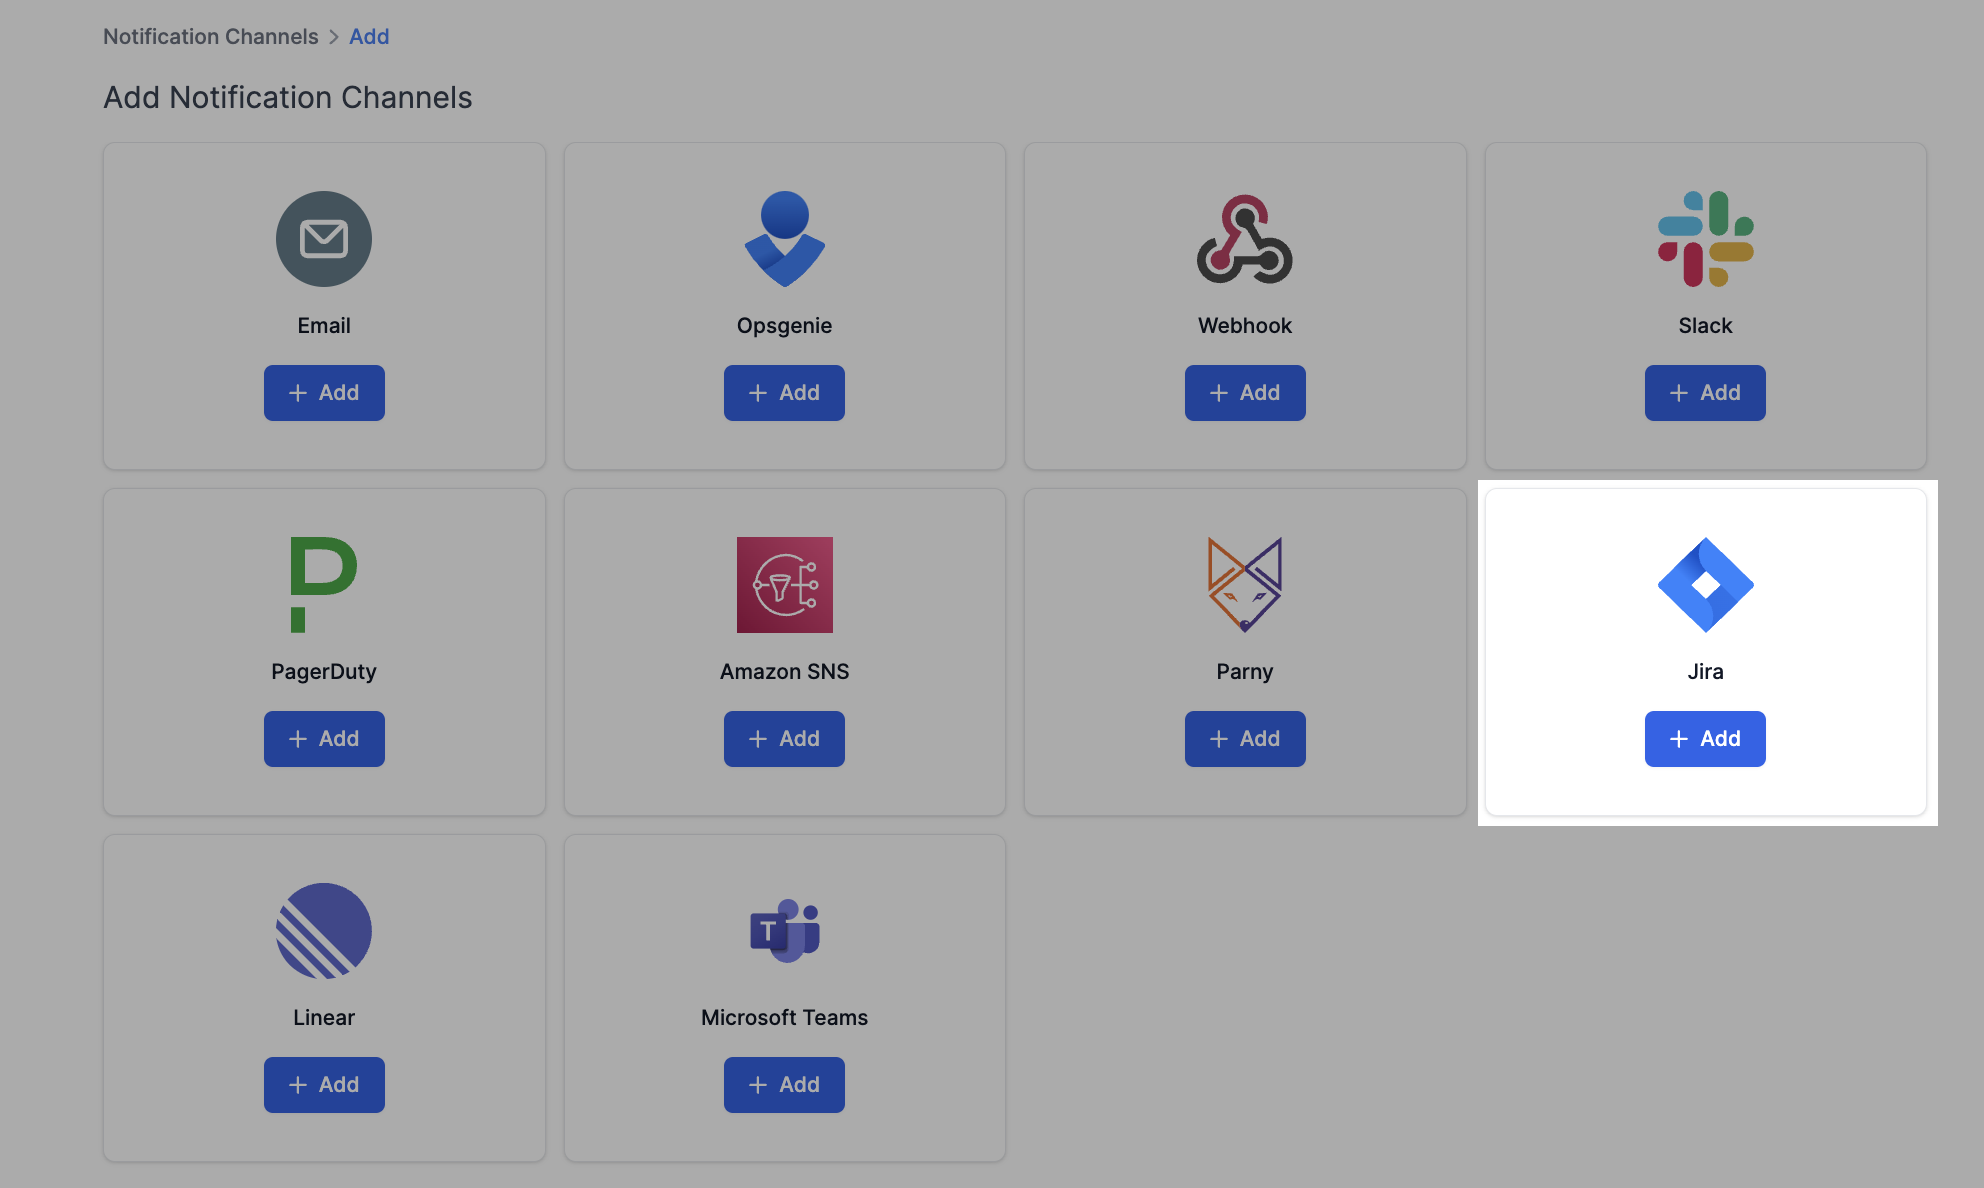 Notification Channels > Add
Add Notification Channels
Email
Opsgenie
Webhook
Slack
+ Add
+ Add
+ Add
+ Add
PagerDuty
Amazon SNS
Parny
Jira
+ Add
+ Add
+ Add
+ Add
T
Linear
Microsoft Teams
+ Add
+ Add